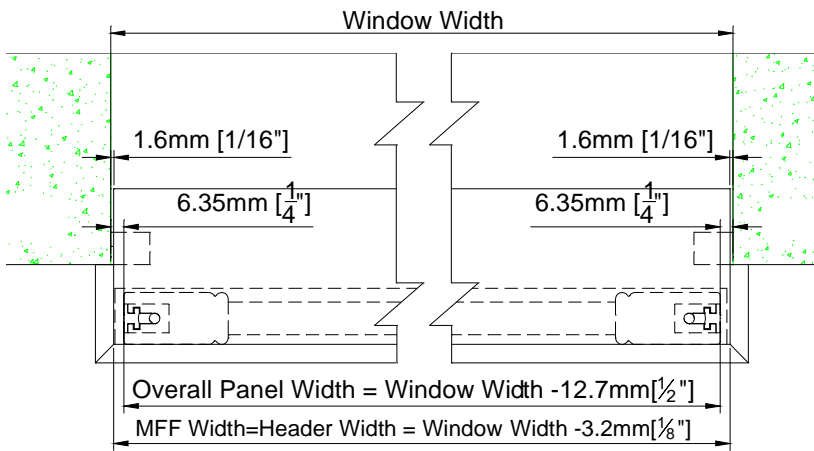 Window Width
1.6mm [1/16"] 1.6mm [1/16"]
6.35mm [1/4"] 6.35mm [1/4"]
Overall Panel Width = Window Width -12.7mm[1/2"]
MFF Width=Header Width = Window Width -3.2mm[1/8"]